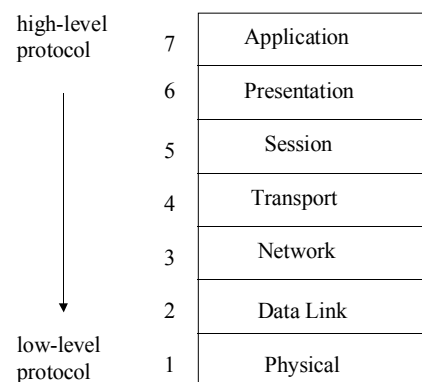 high-level
protocol
7 Application
6 Presentation
5 Session
4 Transport
3 Network
2 Data Link
low-level
protocol
1 Physical